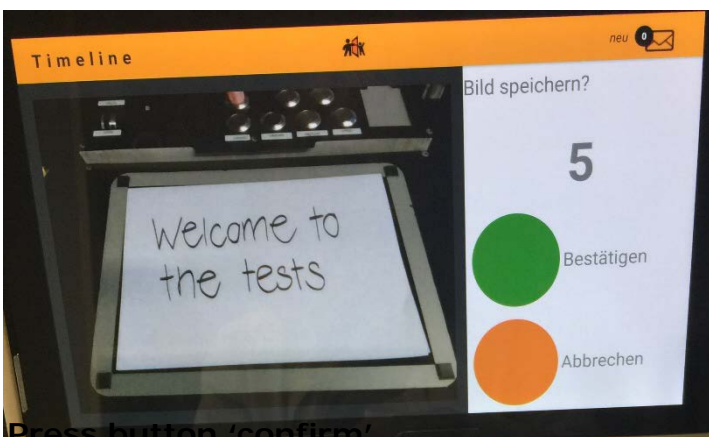 Timeline
neu 0
Bild speichern?
5
Welcome to
the tests
Bestätigen
Abbrechen
Press button 'confirm'